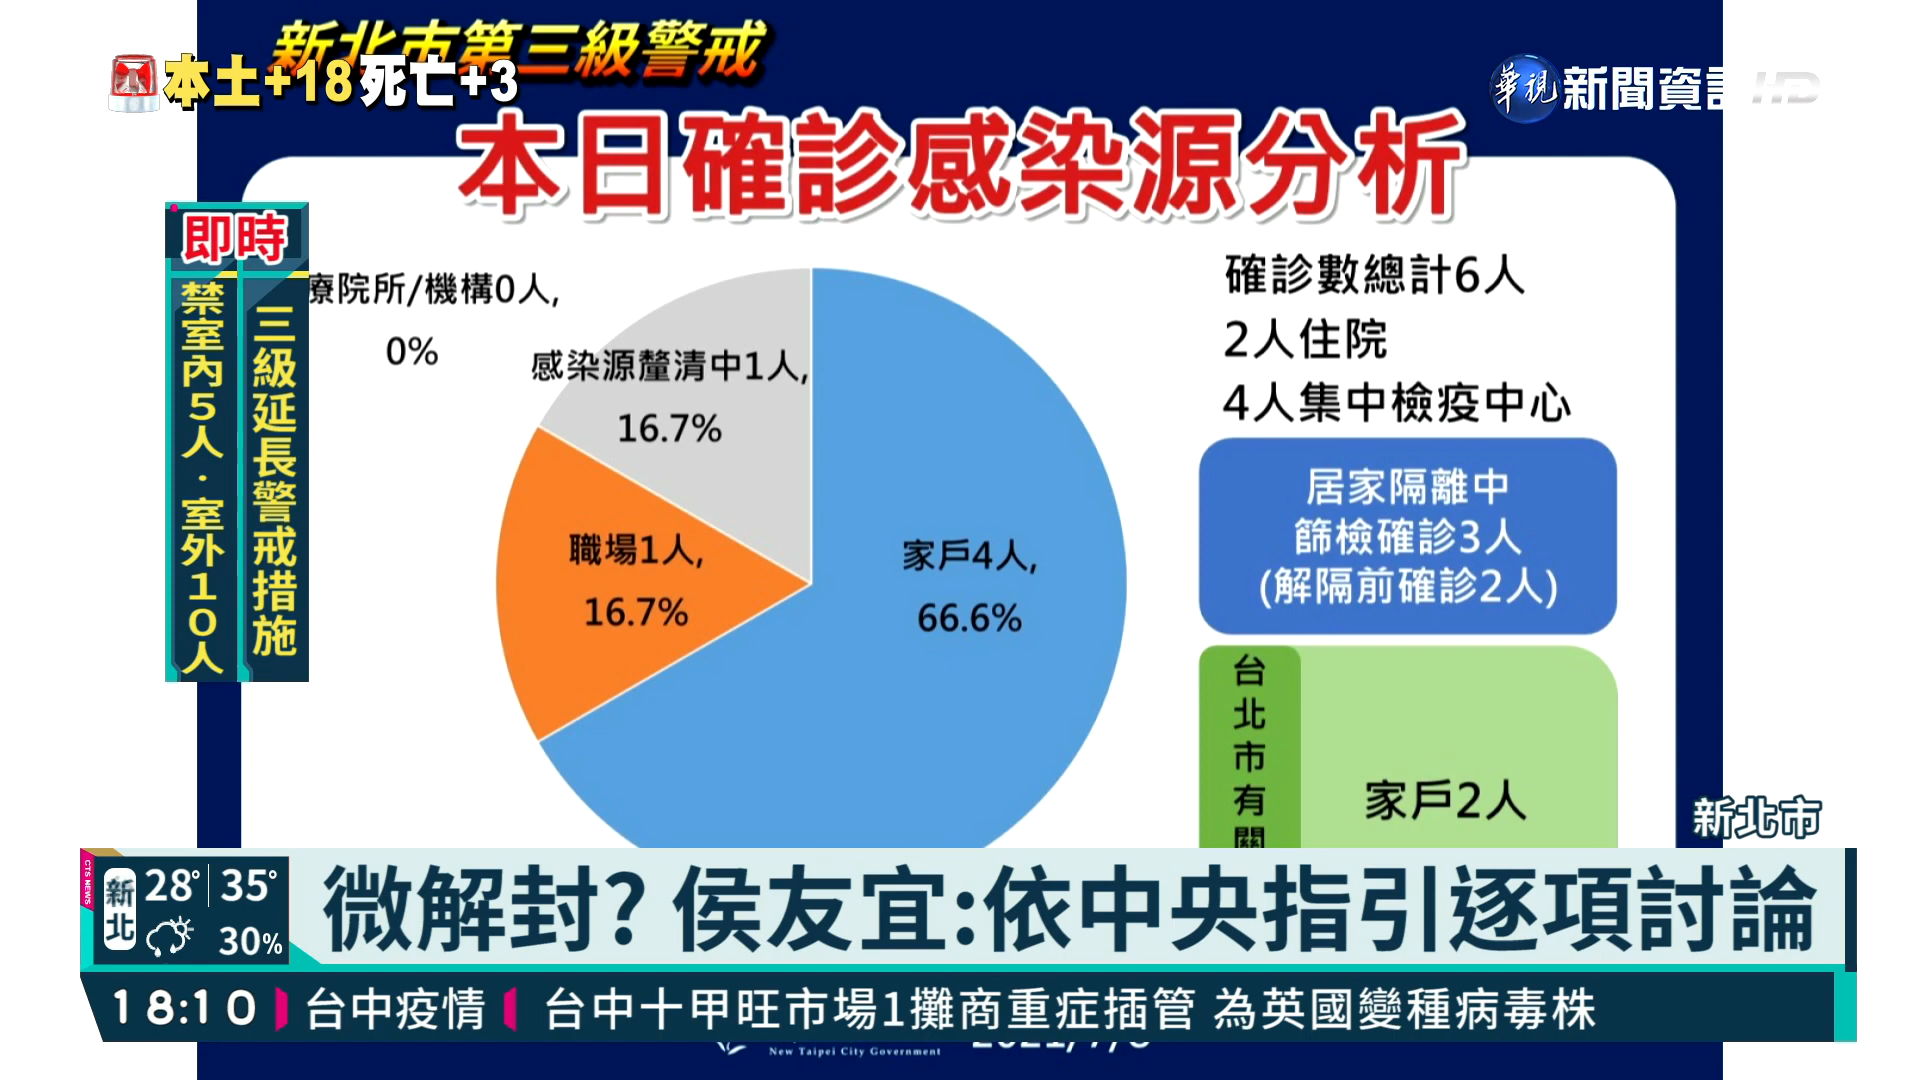 新北市第三級警戒
本土+18 死亡+3
華視 新聞資訊 HD
本日確診感染源分析
即時
三級延長警戒措施
禁室內5人.室外10人
療院所/機構0人,
0%
感染源釐清中1人,
16.7%
職場1人,
16.7%
家戶4人,
66.6%
確診數總計6人
2人住院
4人集中檢疫中心
居家隔離中
篩檢確診3人
(解隔前確診2人)
台北市有關
家戶2人
新北市
CTS NEWS
新北
28° 35°
30%
微解封? 侯友宜:依中央指引逐項討論
18:10 台中疫情 台中十甲旺市場1攤商重症插管 為英國變種病毒株
New Taipei City Government